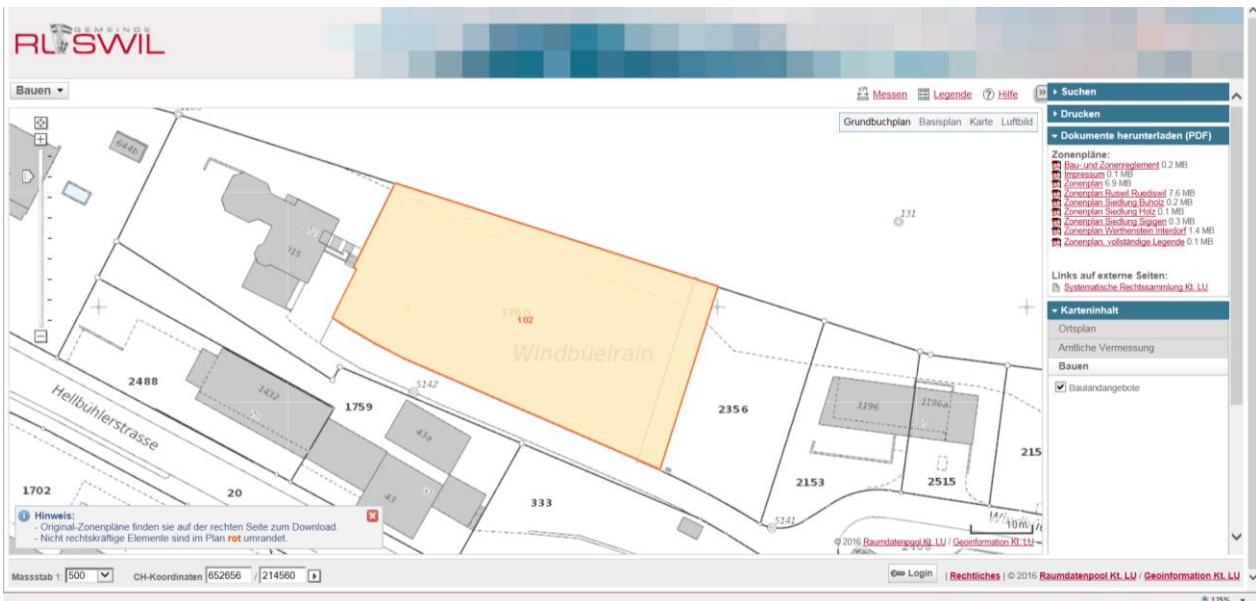 GEMEINDE
RUSWIL
Bauen
Messen Legende Hilfe
Grundbuchplan Basisplan Karte Luftbild
Suchen
Drucken
Dokumente herunterladen (PDF)
Zonenpläne:
Bau- und Zonenreglement 0.2 MB
Impressum 0.1 MB
Zonenplan 6.9 MB
Zonenplan Ruswil Ruediswil 7.6 MB
Zonenplan Siedlung Buholz 0.2 MB
Zonenplan Siedlung Holz 0.1 MB
Zonenplan Siedlung Sigigen 0.3 MB
Zonenplan Werthenstein Interdorf 1.4 MB
Zonenplan, vollständige Legende 0.1 MB
Links auf externe Seiten:
Systematische Rechtssammlung Kt. LU
Karteninhalt
Ortsplan
Amtliche Vermessung
Bauen
Baulandangebote
644b
131
1760
102
Windbüelrain
5142
2488
1432
1759
43a
43
2356
1196
1196a
215
2153
2515
Hellbühlerstrasse
1702
20
333
5141
10m
Hinweis:
- Original-Zonenpläne finden sie auf der rechten Seite zum Download.
- Nicht rechtskräftige Elemente sind im Plan rot umrandet.
© 2016 Raumdatenpool Kt. LU / Geoinformation Kt. LU
Massstab 1: 500 CH-Koordinaten 652656 / 214560
Login | Rechtliches | © 2016 Raumdatenpool Kt. LU / Geoinformation Kt. LU
125%